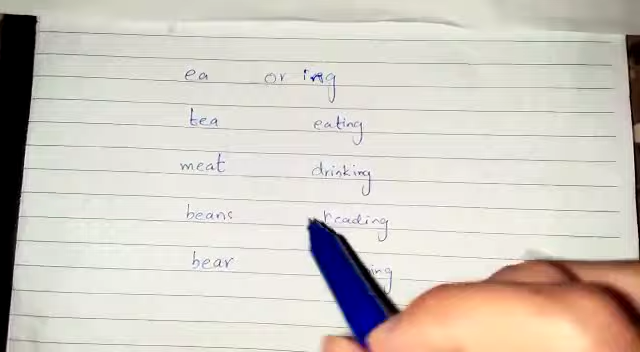 ea or ing
tea eating
meat drinking
beans reading
bear